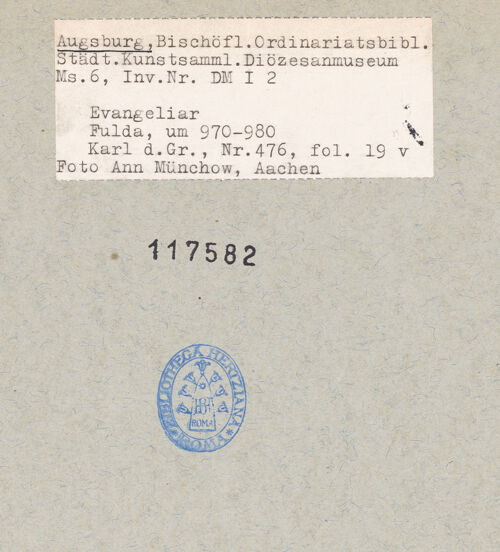 Augsburg, Bischöfl.Ordinariatsbibl.
Städt.Kunstsamml.Diözesanmuseum
Ms.6, Inv.Nr. DM I 2
Evangeliar
Fulda, um 970-980
Karl d.Gr., Nr.476, fol. 19 v
Foto Ann Münchow, Aachen
117582
BIBLIOTHECA HERTZIANA
ROMA
ROMA